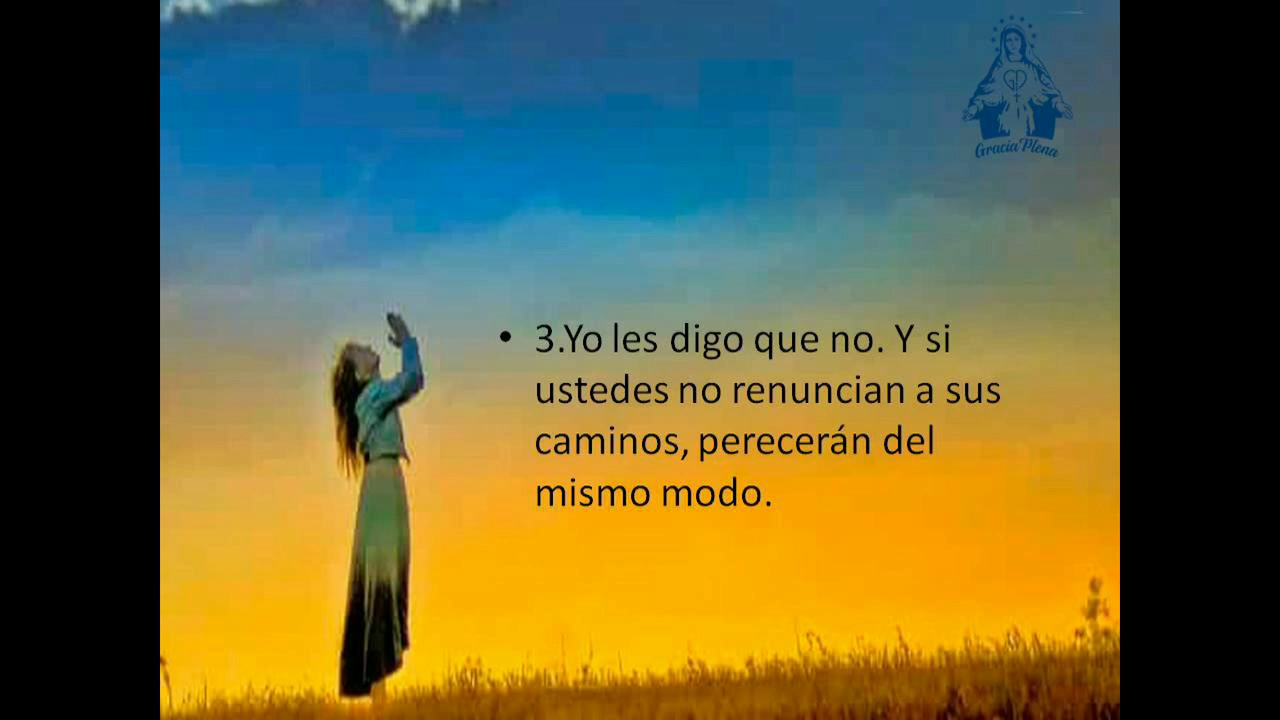 Gracia Plena
• 3.Yo les digo que no. Y si
ustedes no renuncian a sus
caminos, perecerán del
mismo modo.